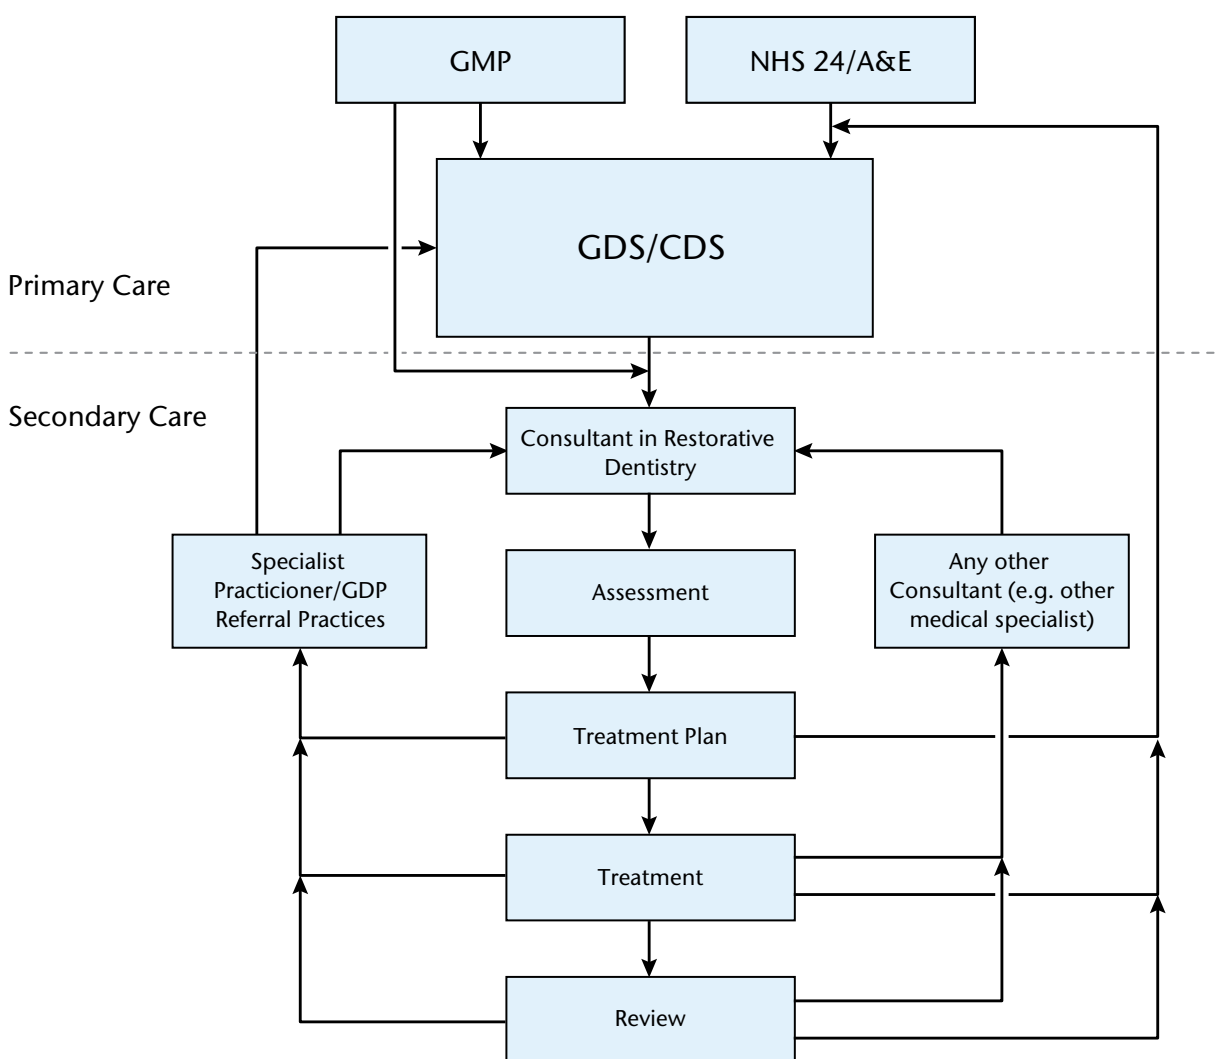 GMP
NHS 24/A&E
GDS/CDS
Primary Care
Secondary Care
Consultant in Restorative
Dentistry
Specialist
Practicioner/GDP
Referral Practices
Assessment
Any other
Consultant (e.g. other
medical specialist)
Treatment Plan
Treatment
Review